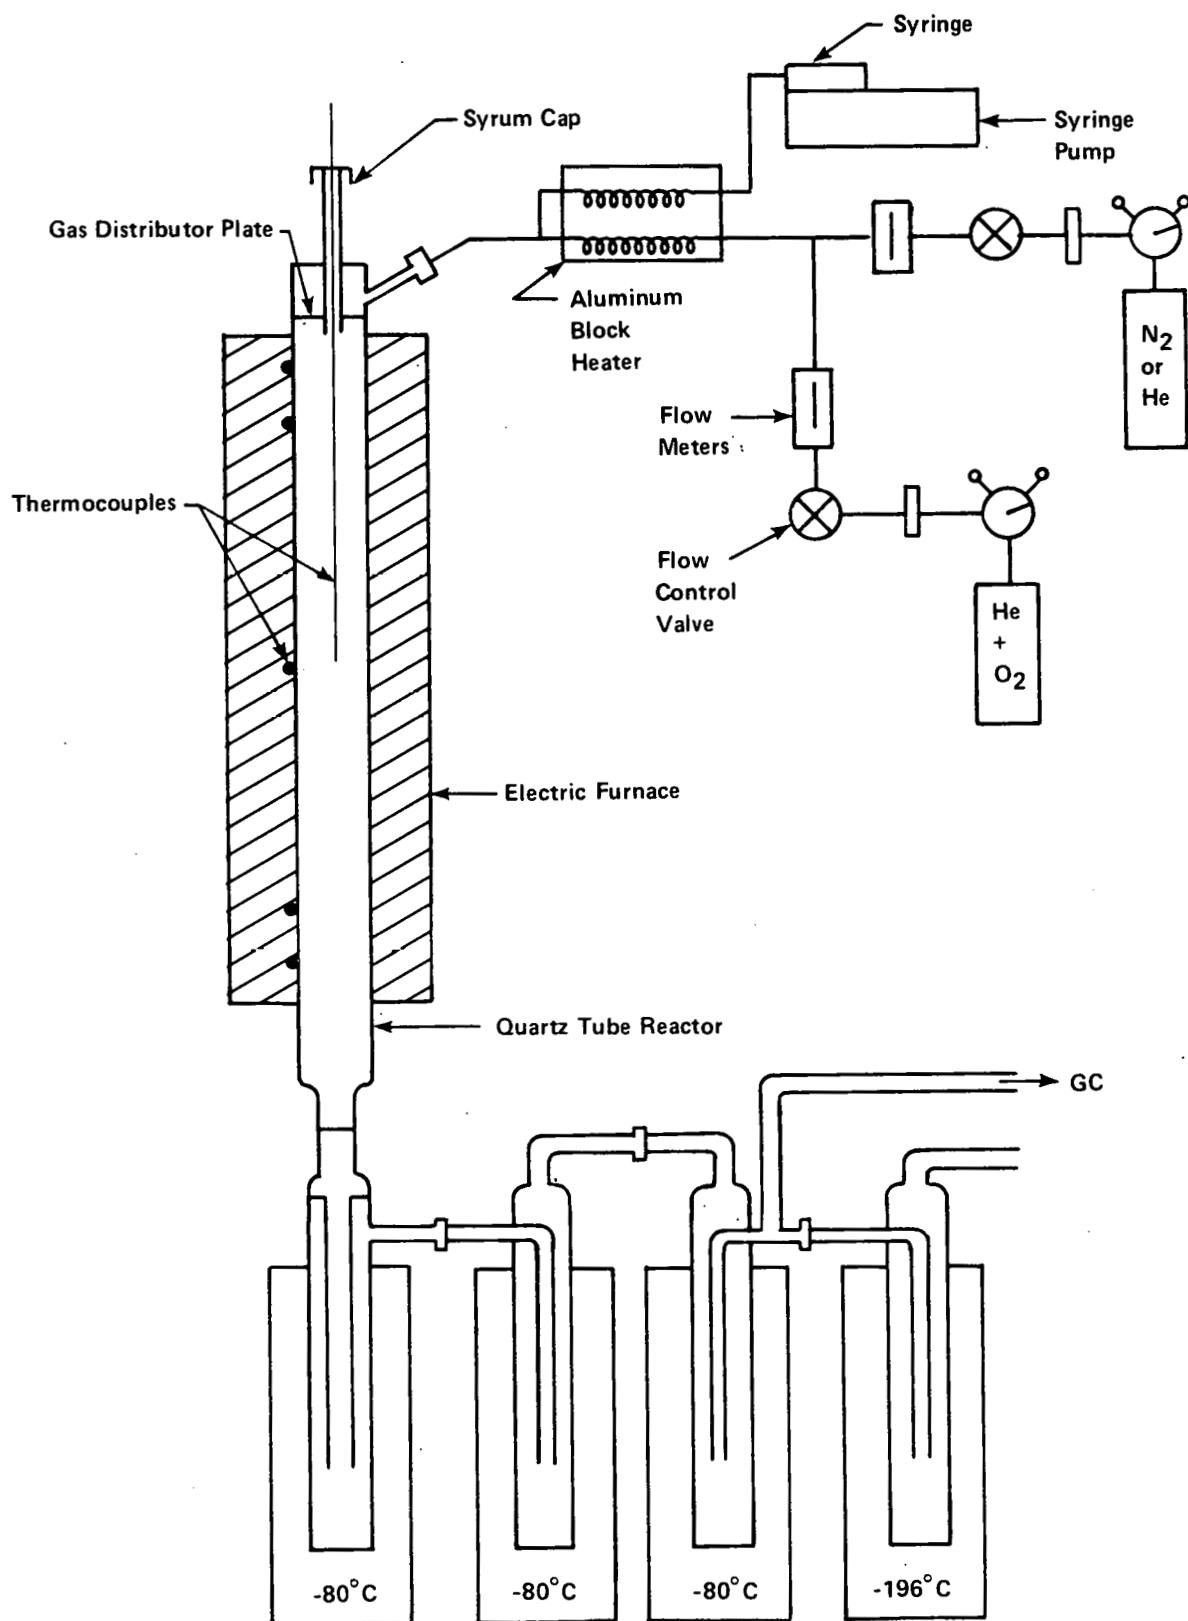 Syringe
Syrum Cap
Syringe
Pump
Gas Distributor Plate
Aluminum
Block
Heater
N2
or
He
Flow
Meters
Thermocouples
Flow
Control
Valve
He
+
O2
Electric Furnace
Quartz Tube Reactor
GC
-80°C
-80°C
-80°C
-196°C